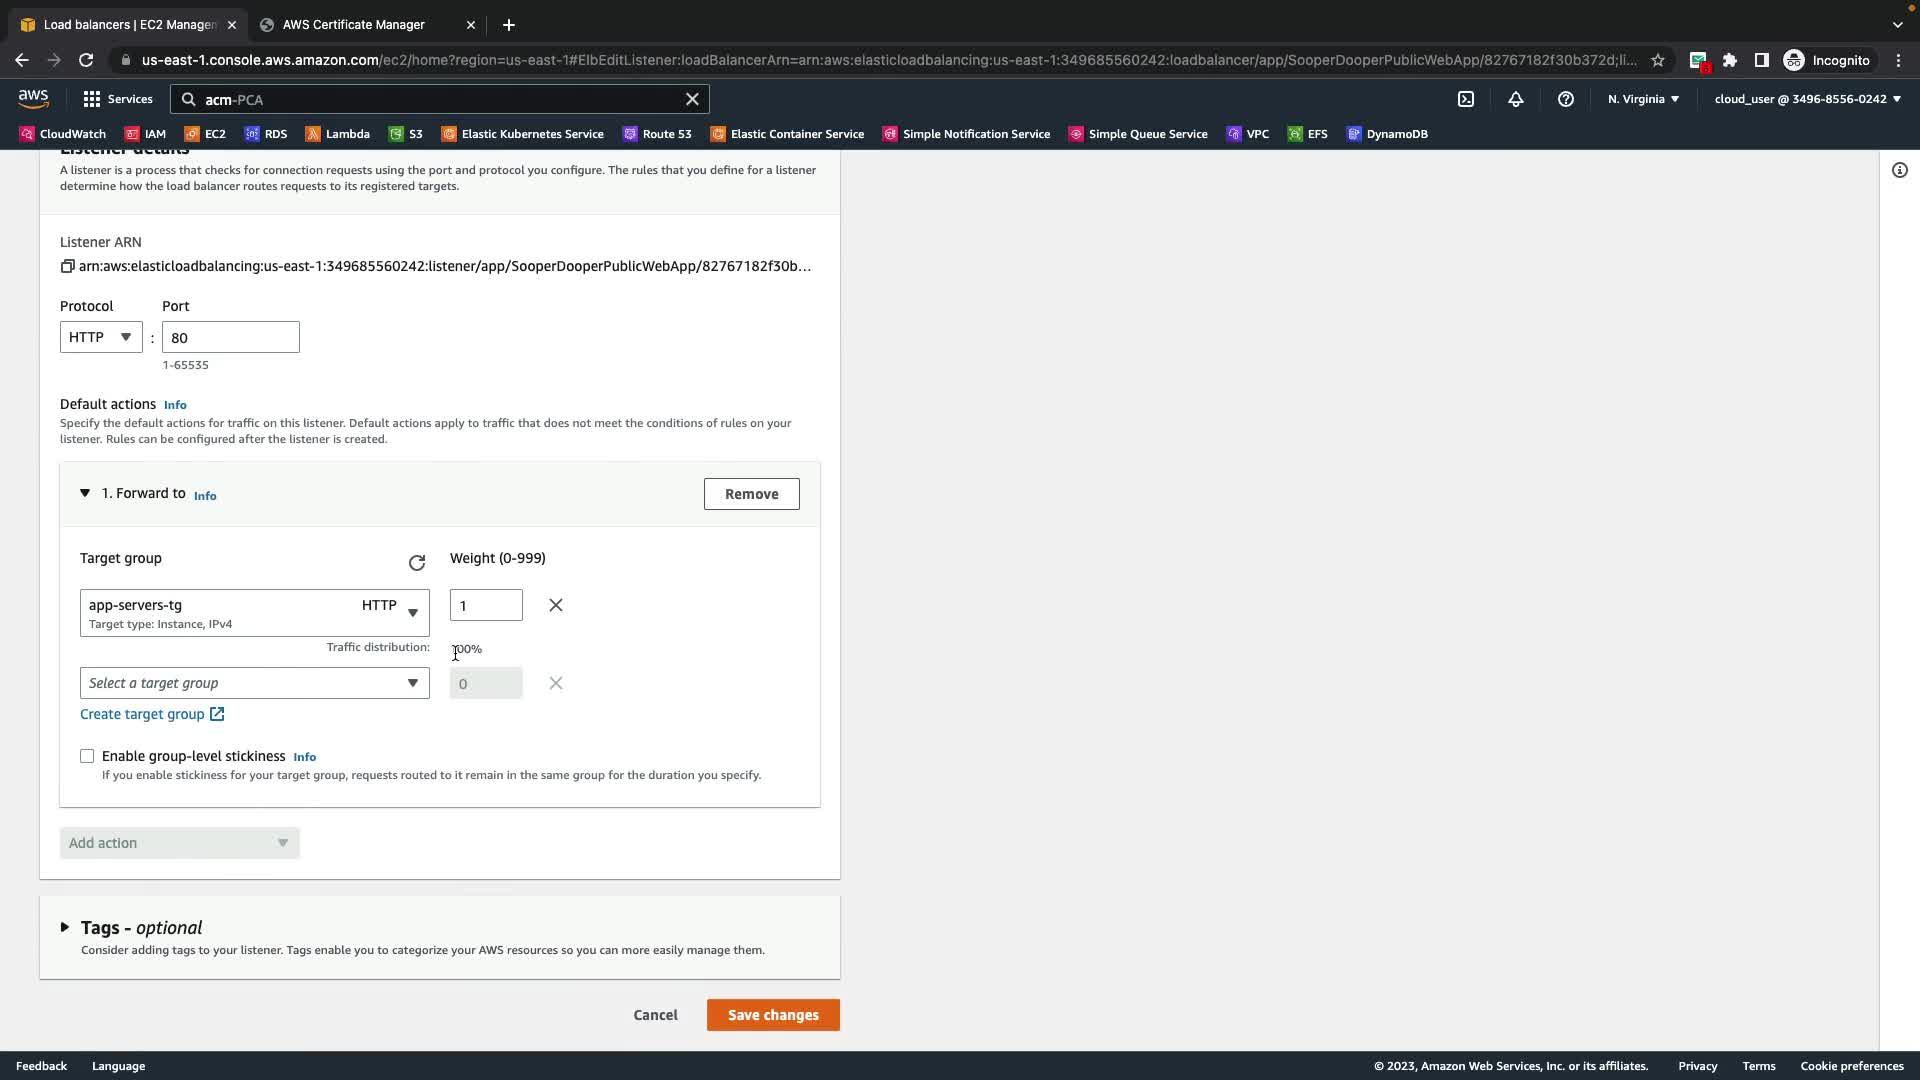 Load balancers | EC2 Managen
AWS Certificate Manager
us-east-1.console.aws.amazon.com/ec2/home?region=us-east-1#ElbEditListener:loadBalancerArn=arn:aws:elasticloadbalancing:us-east-1:349685560242:loadbalancer/app/SooperDooperPublicWebApp/82767182f30b372d;li...
Incognito
aws
Services
acm-PCA
N. Virginia
cloud_user @ 3496-8556-0242
CloudWatch
IAM
EC2
RDS
Lambda
S3
Elastic Kubernetes Service
Route 53
Elastic Container Service
Simple Notification Service
Simple Queue Service
VPC
EFS
DynamoDB
Listener details
A listener is a process that checks for connection requests using the port and protocol you configure. The rules that you define for a listener
determine how the load balancer routes requests to its registered targets.
Listener ARN
arn:aws:elasticloadbalancing:us-east-1:349685560242:listener/app/SooperDooperPublicWebApp/82767182f30b...
Protocol
Port
HTTP
:
80
1-65535
Default actions Info
Specify the default actions for traffic on this listener. Default actions apply to traffic that does not meet the conditions of rules on your
listener. Rules can be configured after the listener is created.
1. Forward to Info
Remove
Target group
Weight (0-999)
app-servers-tg
HTTP
Target type: Instance, IPv4
1
Traffic distribution:
100%
Select a target group
0
Create target group
Enable group-level stickiness Info
If you enable stickiness for your target group, requests routed to it remain in the same group for the duration you specify.
Add action
Tags - optional
Consider adding tags to your listener. Tags enable you to categorize your AWS resources so you can more easily manage them.
Cancel
Save changes
Feedback
Language
© 2023, Amazon Web Services, Inc. or its affiliates.
Privacy
Terms
Cookie preferences